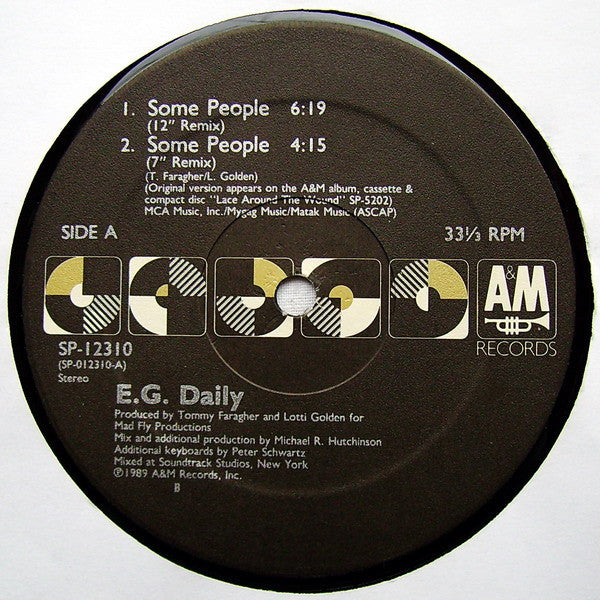 1. Some People 6:19
(12" Remix)
2. Some People 4:15
(7" Remix)
(T. Faragher/L. Golden)
(Original version appears on the A&M album, cassette &
compact disc "Lace Around The Wound" SP-5202)
MCA Music, Inc./Mygag Music/Matak Music (ASCAP)
SIDE A
33⅓ RPM
A&M
RECORDS
SP-12310
(SP-012310-A)
Stereo
E.G. Daily
Produced by Tommy Faragher and Lotti Golden for
Mad Fly Productions
Mix and additional production by Michael R. Hutchinson
Additional keyboards by Peter Schwartz
Mixed at Soundtrack Studios, New York
℗1989 A&M Records, Inc.
B